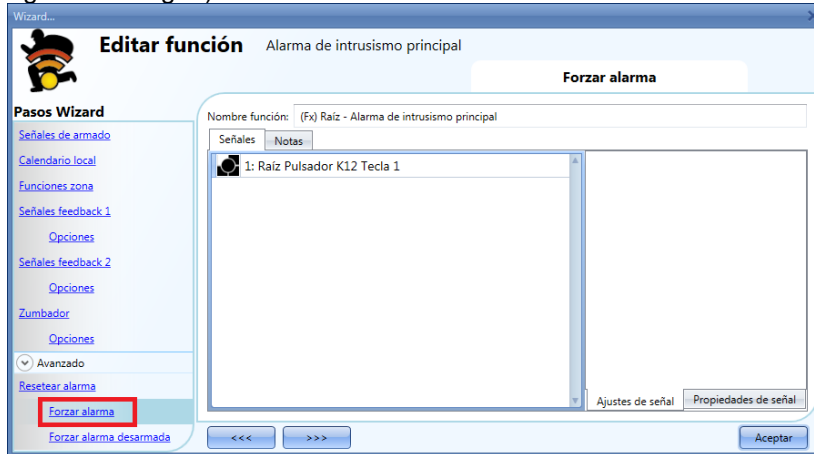 Wizard...
Editar función Alarma de intrusismo principal
Forzar alarma
Pasos Wizard
Señales de armado
Calendario local
Funciones zona
Señales feedback 1
Opciones
Señales feedback 2
Opciones
Zumbador
Opciones
Avanzado
Resetear alarma
Forzar alarma
Forzar alarma desarmada
Nombre función: (Fx) Raíz - Alarma de intrusismo principal
Señales Notas
1: Raíz Pulsador K12 Tecla 1
Ajustes de señal Propiedades de señal
<<< >>> Aceptar